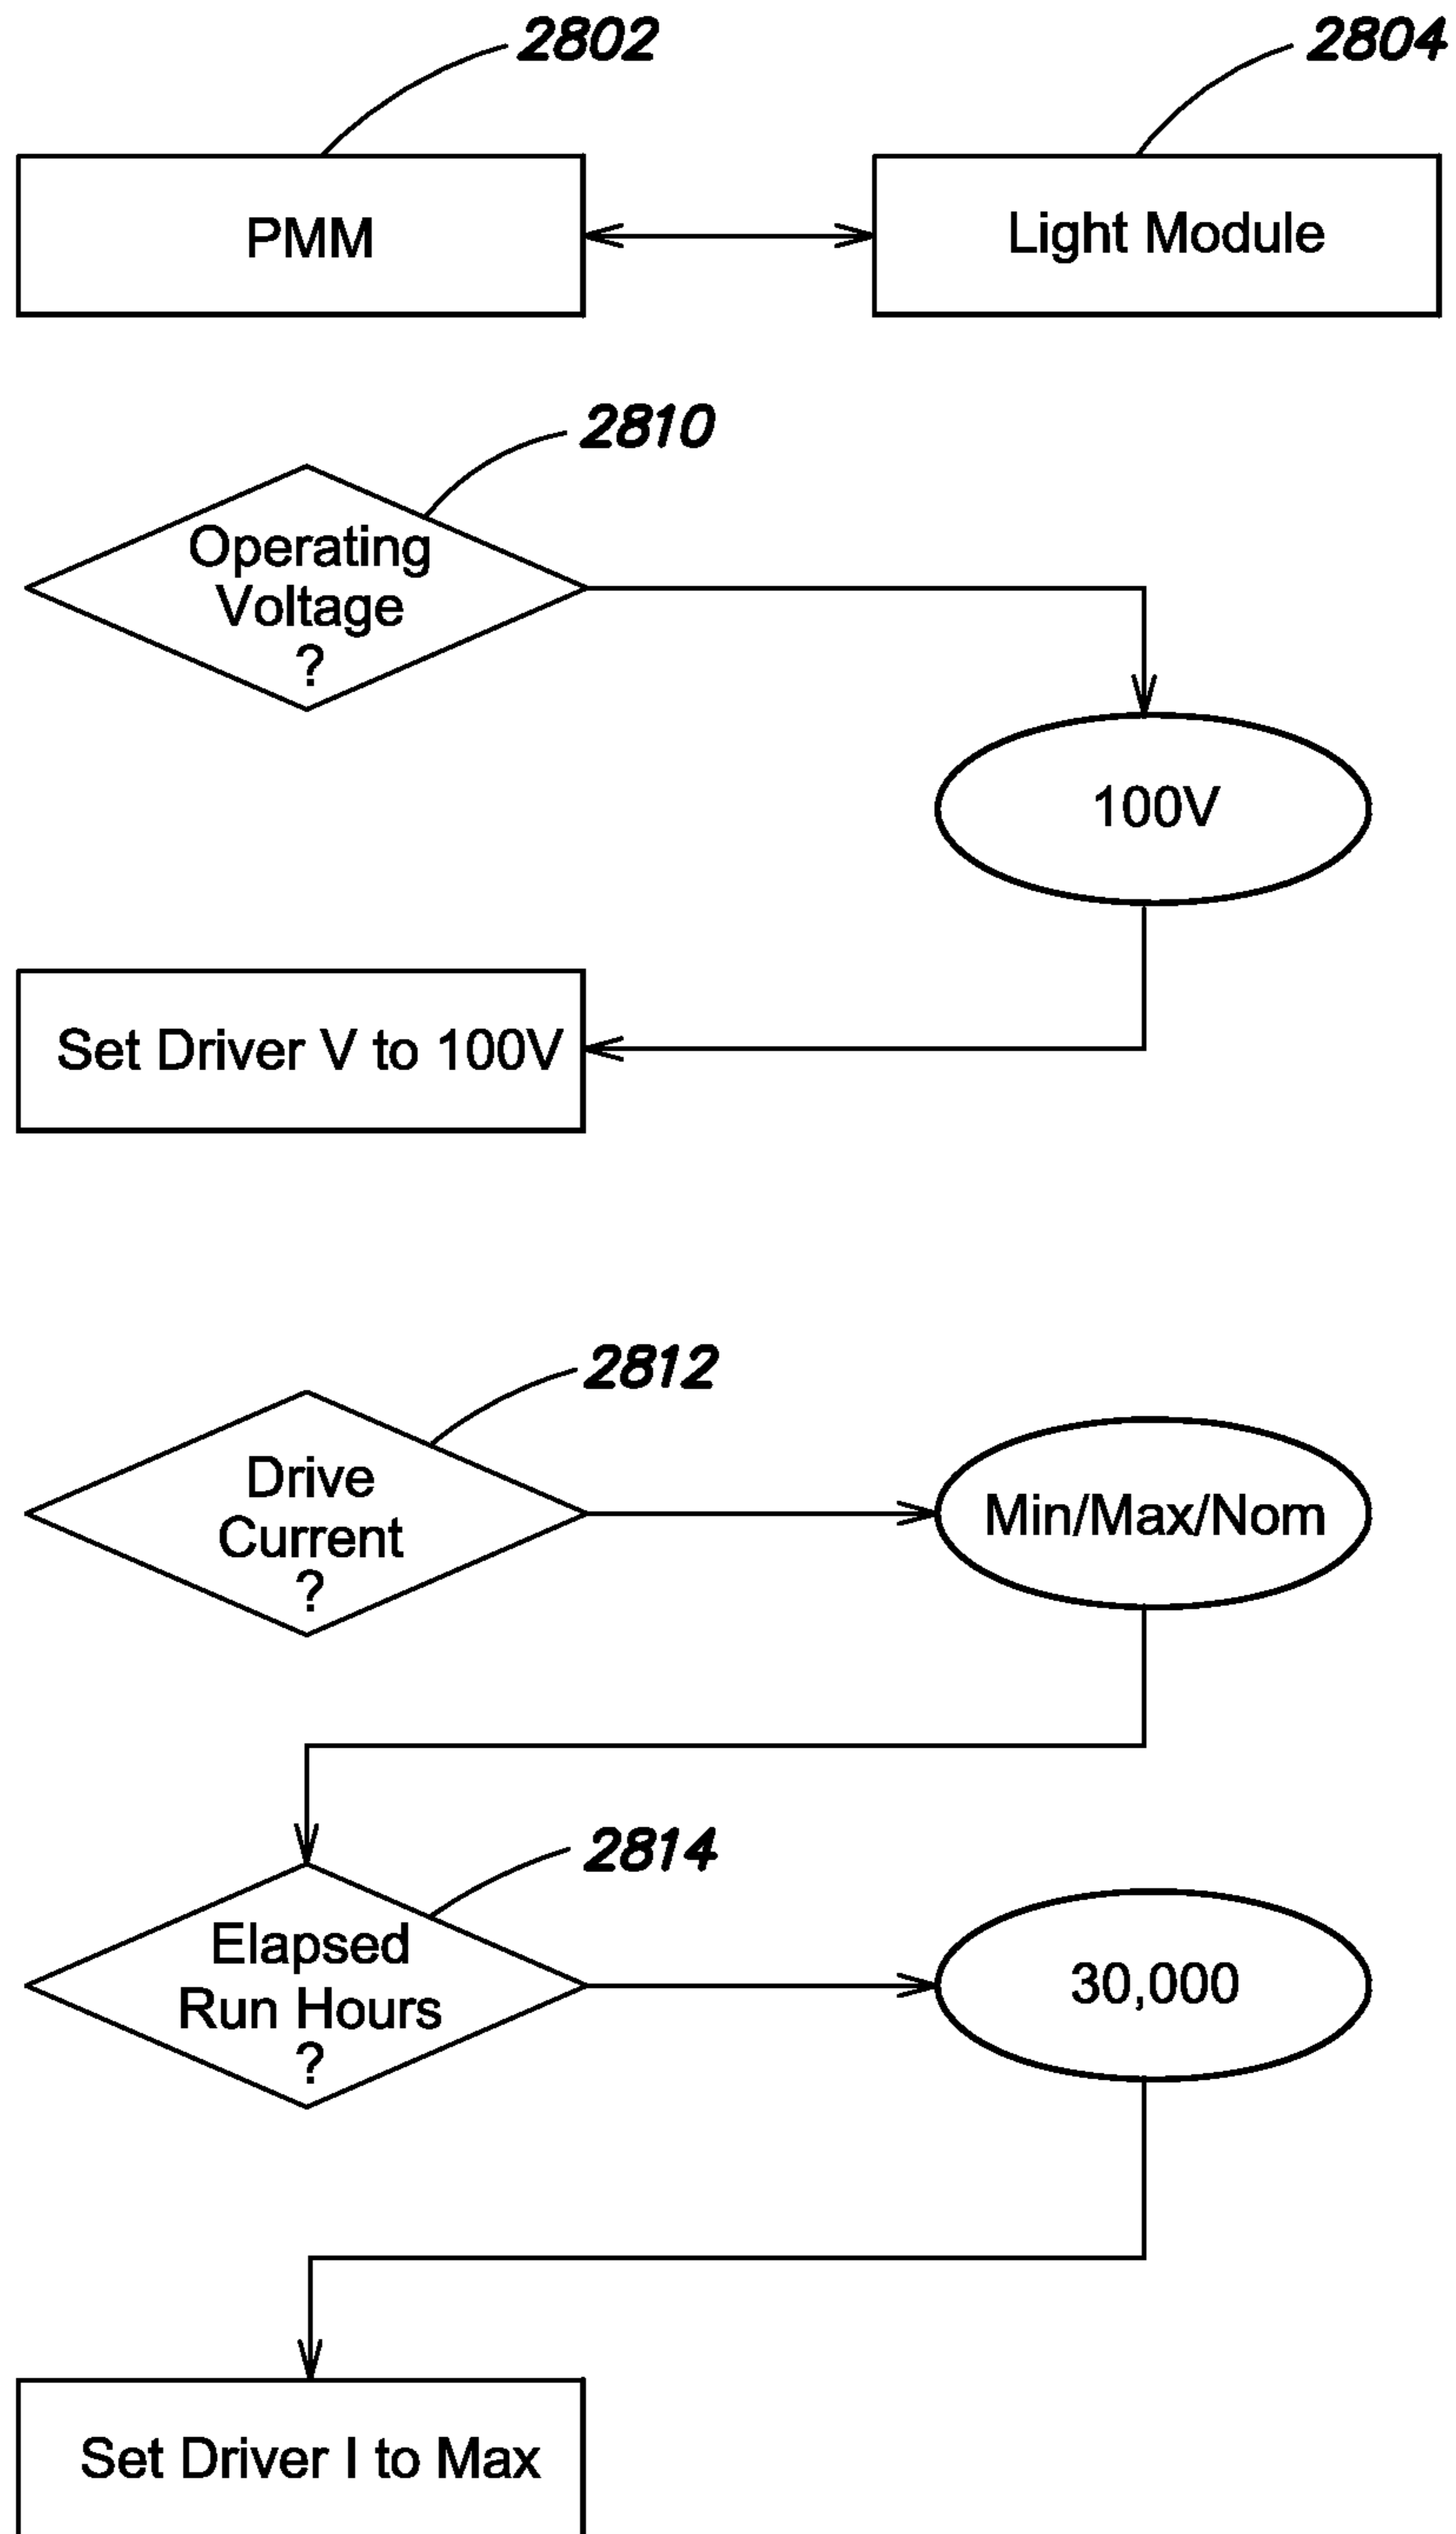 2802
2804
PMM
Light Module
2810
Operating
Voltage
?
100V
Set Driver V to 100V
2812
Drive
Current
?
Min/Max/Nom
2814
Elapsed
Run Hours
?
30,000
Set Driver I to Max